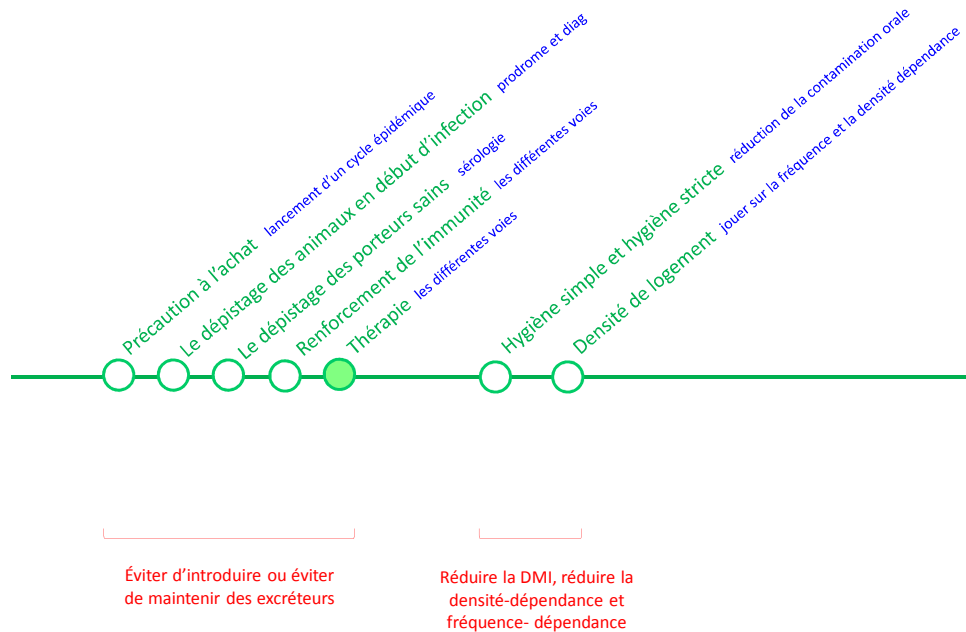 Précaution à l’achat lancement d’un cycle épidémique
Le dépistage des animaux en début d’infection prodrome et diag
Le dépistage des porteurs sains sérologie
Renforcement de l’immunité les différentes voies
Thérapie les différentes voies
Hygiène simple et hygiène stricte réduction de la contamination orale
Densité de logement jouer sur la fréquence et la densité dépendance
Éviter d’introduire ou éviter
de maintenir des excréteurs
Réduire la DMI, réduire la
densité-dépendance et
fréquence- dépendance